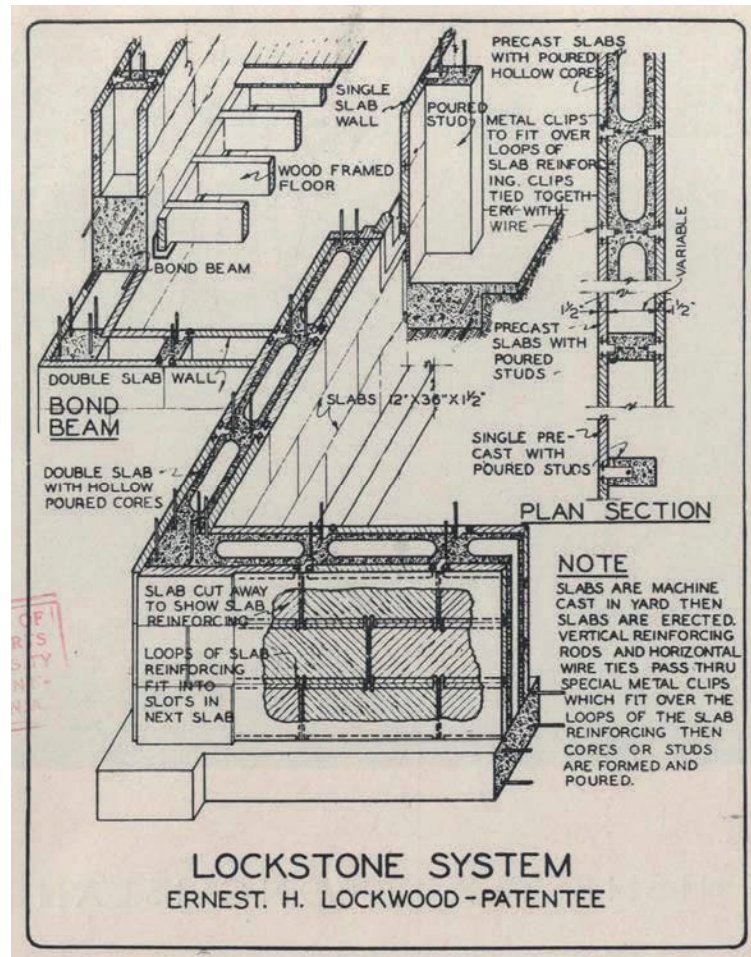 PRECAST SLABS
WITH POURED
HOLLOW CORES
SINGLE
SLAB
WALL
POURED
STUD
METAL CLIPS
TO FIT OVER
LOOPS OF
SLAB REINFORC
ING. CLIPS
TIED TOGETH
ERY WITH
WIRE
WOOD FRAMED
FLOOR
BOND BEAM
VARIABLE
1½"
1½"
PRECAST
SLABS WITH
POURED
STUDS
DOUBLE SLAB WALL
BOND
BEAM
SLABS 12"X36"X1½"
SINGLE PRE-
CAST WITH
POURED STUDS
DOUBLE SLAB
WITH HOLLOW
POURED CORES
PLAN SECTION
SLAB CUT AWAY
TO SHOW SLAB
REINFORCING
LOOPS OF SLAB
REINFORCING
FIT INTO
SLOTS IN
NEXT SLAB
NOTE
SLABS ARE MACHINE
CAST IN YARD THEN
SLABS ARE ERECTED.
VERTICAL REINFORCING
RODS AND HORIZONTAL
WIRE TIES PASS THRU
SPECIAL METAL CLIPS
WHICH FIT OVER THE
LOOPS OF THE SLAB
REINFORCING THEN
CORES OR STUDS
ARE FORMED AND
POURED.
LOCKSTONE SYSTEM
ERNEST. H. LOCKWOOD-PATENTEE